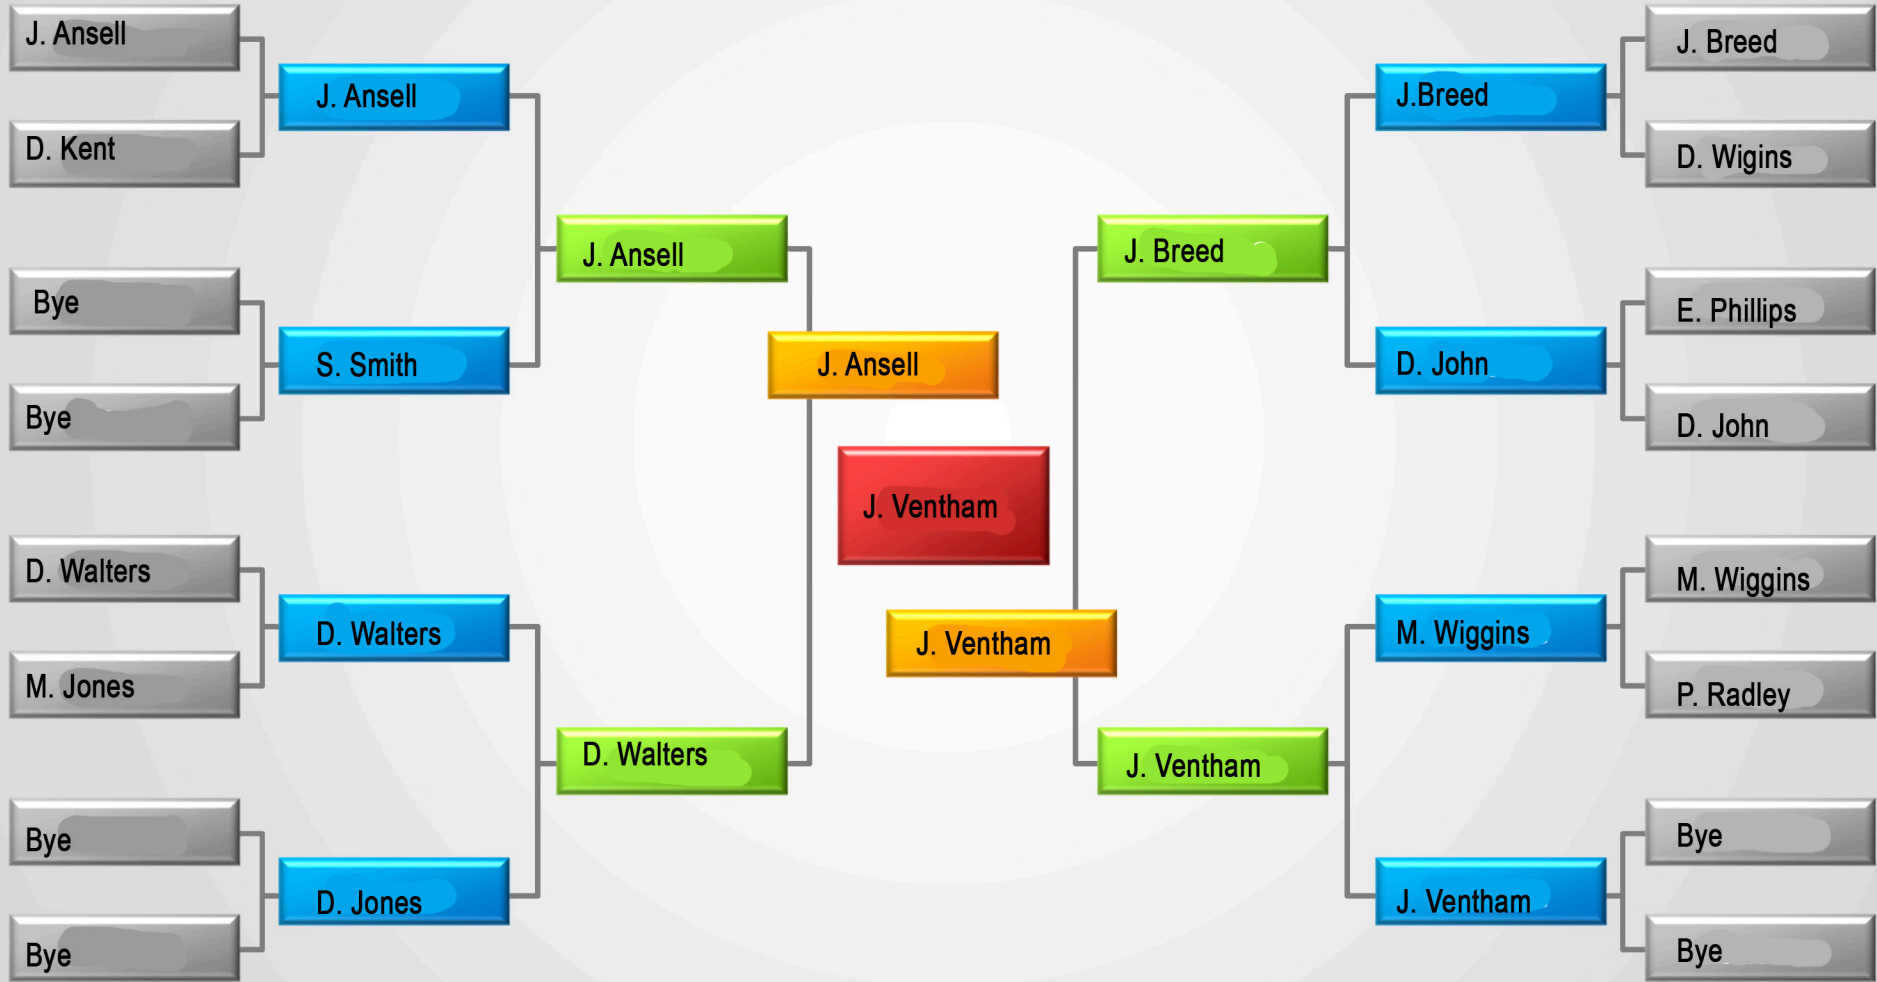 J. Ansell
D. Kent
Bye
Bye
D. Walters
M. Jones
Bye
Bye
J. Ansell
S. Smith
D. Walters
D. Jones
J. Ansell
D. Walters
J. Ansell
J. Ventham
J. Ventham
J. Breed
J. Ventham
J.Breed
D. John
M. Wiggins
J. Ventham
J. Breed
D. Wigins
E. Phillips
D. John
M. Wiggins
P. Radley
Bye
Bye